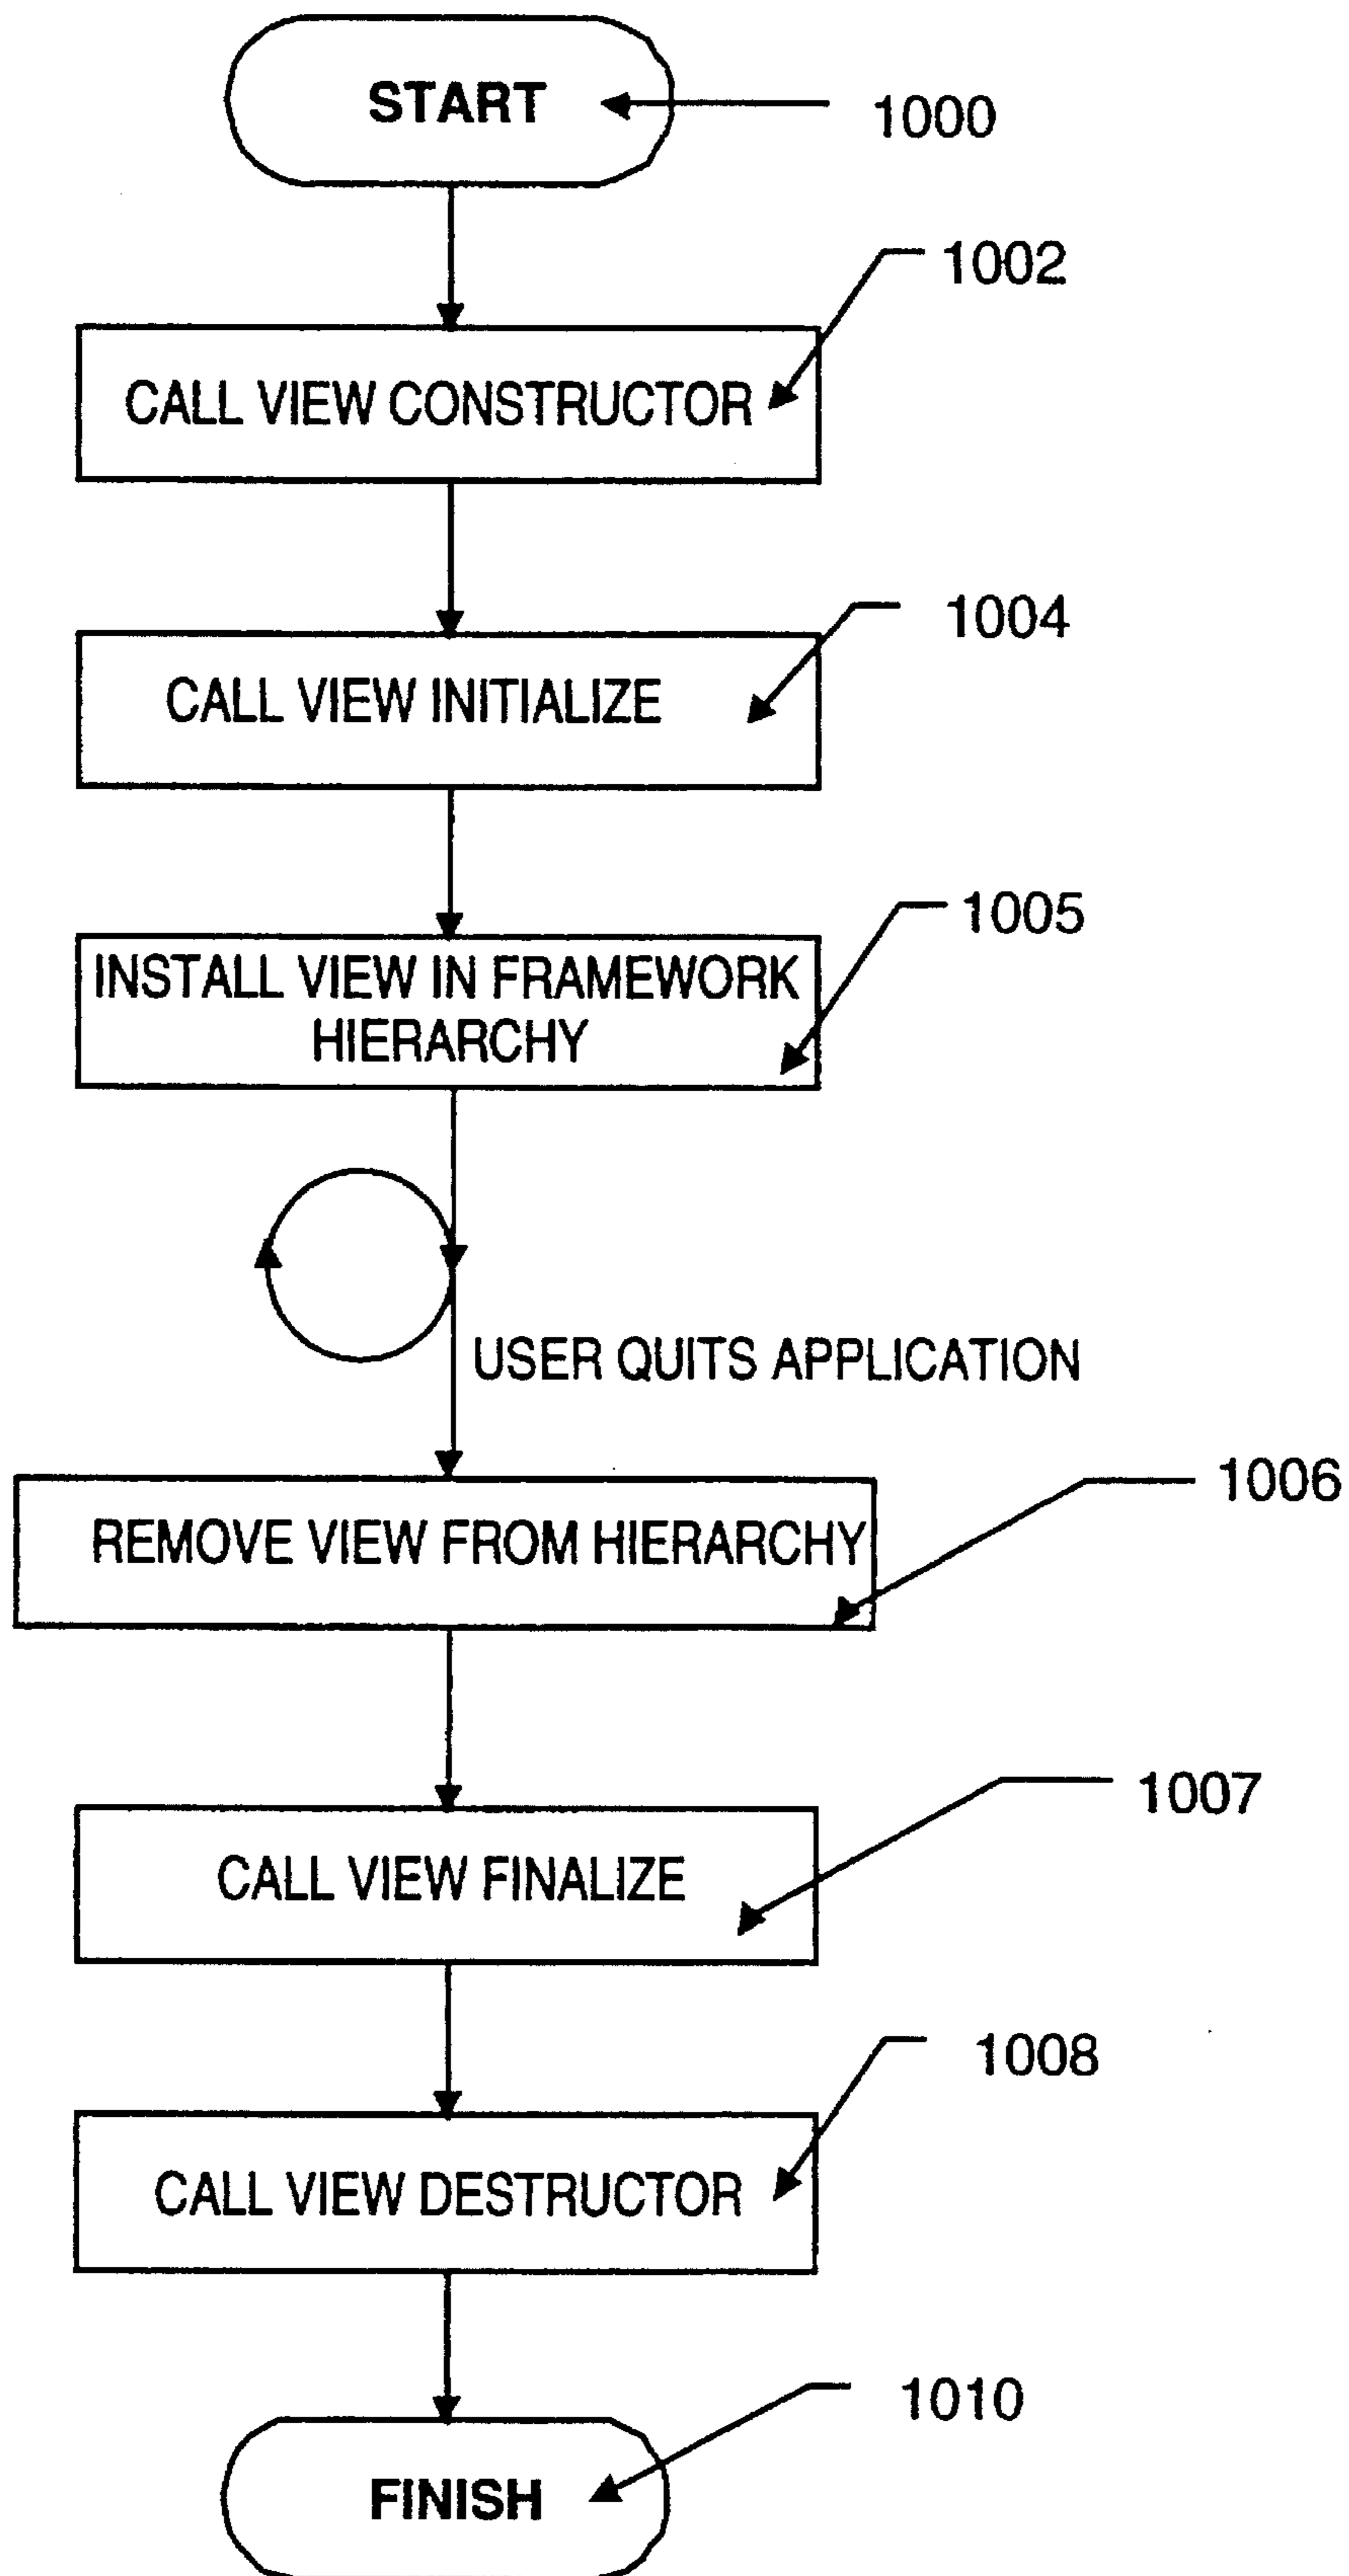 START
1000
1002
CALL VIEW CONSTRUCTOR
1004
CALL VIEW INITIALIZE
1005
INSTALL VIEW IN FRAMEWORK
HIERARCHY
USER QUITS APPLICATION
1006
REMOVE VIEW FROM HIERARCHY
1007
CALL VIEW FINALIZE
1008
CALL VIEW DESTRUCTOR
1010
FINISH